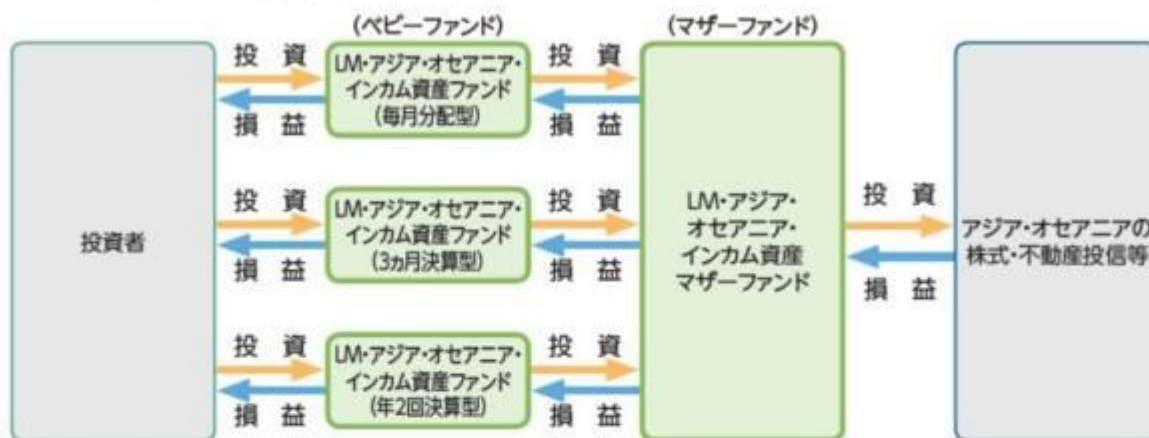 (ベビーファンド)
(マザーファンド)
投資者
投 資
損 益
LM・アジア・オセアニア・
インカム資産ファンド
(毎月分配型)
投 資
損 益
投 資
損 益
LM・アジア・オセアニア・
インカム資産ファンド
(3ヵ月決算型)
投 資
損 益
投 資
損 益
LM・アジア・オセアニア・
インカム資産ファンド
(年2回決算型)
投 資
損 益
LM・アジア・
オセアニア・
インカム資産
マザーファンド
投 資
損 益
アジア・オセアニアの
株式・不動産投信等